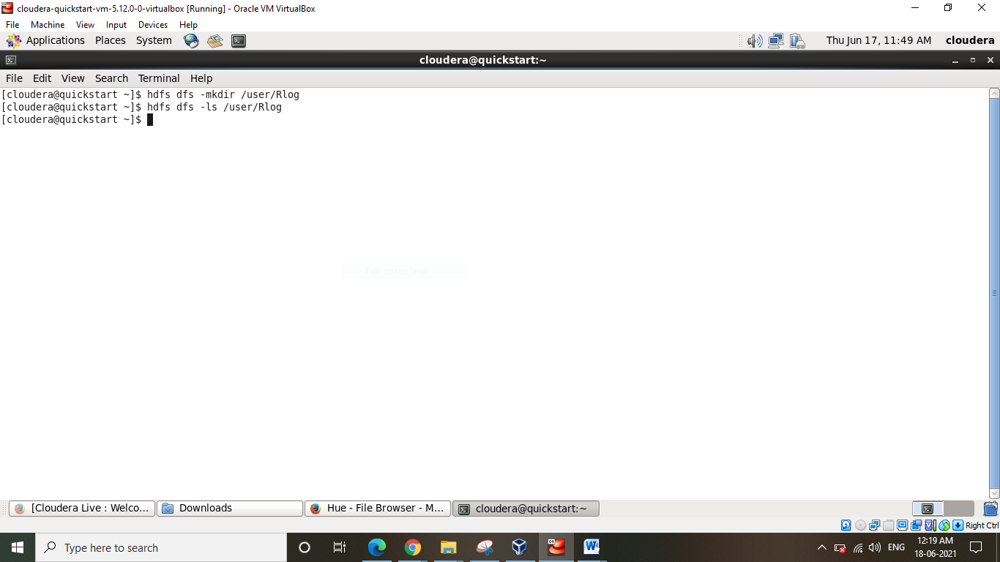 cloudera-quickstart-vm-5.12.0-0-virtualbox [Running] - Oracle VM VirtualBox
File Machine View Input Devices Help
Applications Places System Thu Jun 17, 11:49 AM cloudera
cloudera@quickstart:~
File Edit View Search Terminal Help
[cloudera@quickstart ~]$ hdfs dfs -mkdir /user/Rlog
[cloudera@quickstart ~]$ hdfs dfs -ls /user/Rlog
[cloudera@quickstart ~]$
[Cloudera Live : Welco... Downloads Hue - File Browser - M... cloudera@quickstart:~
Right Ctrl
Type here to search ENG 12:19 AM
18-06-2021